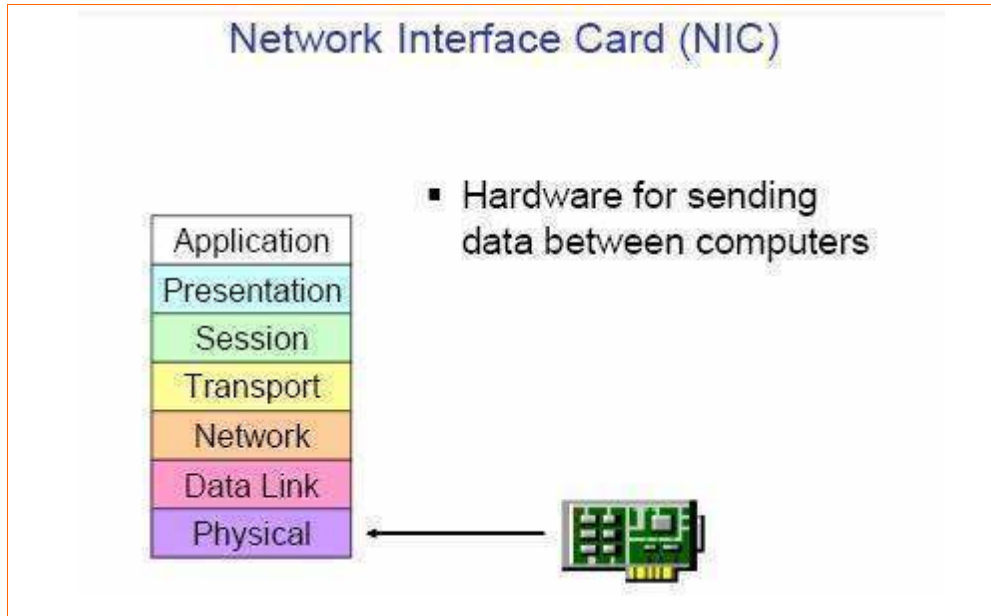 Network Interface Card (NIC)
▪ Hardware for sending
data between computers
Application
Presentation
Session
Transport
Network
Data Link
Physical